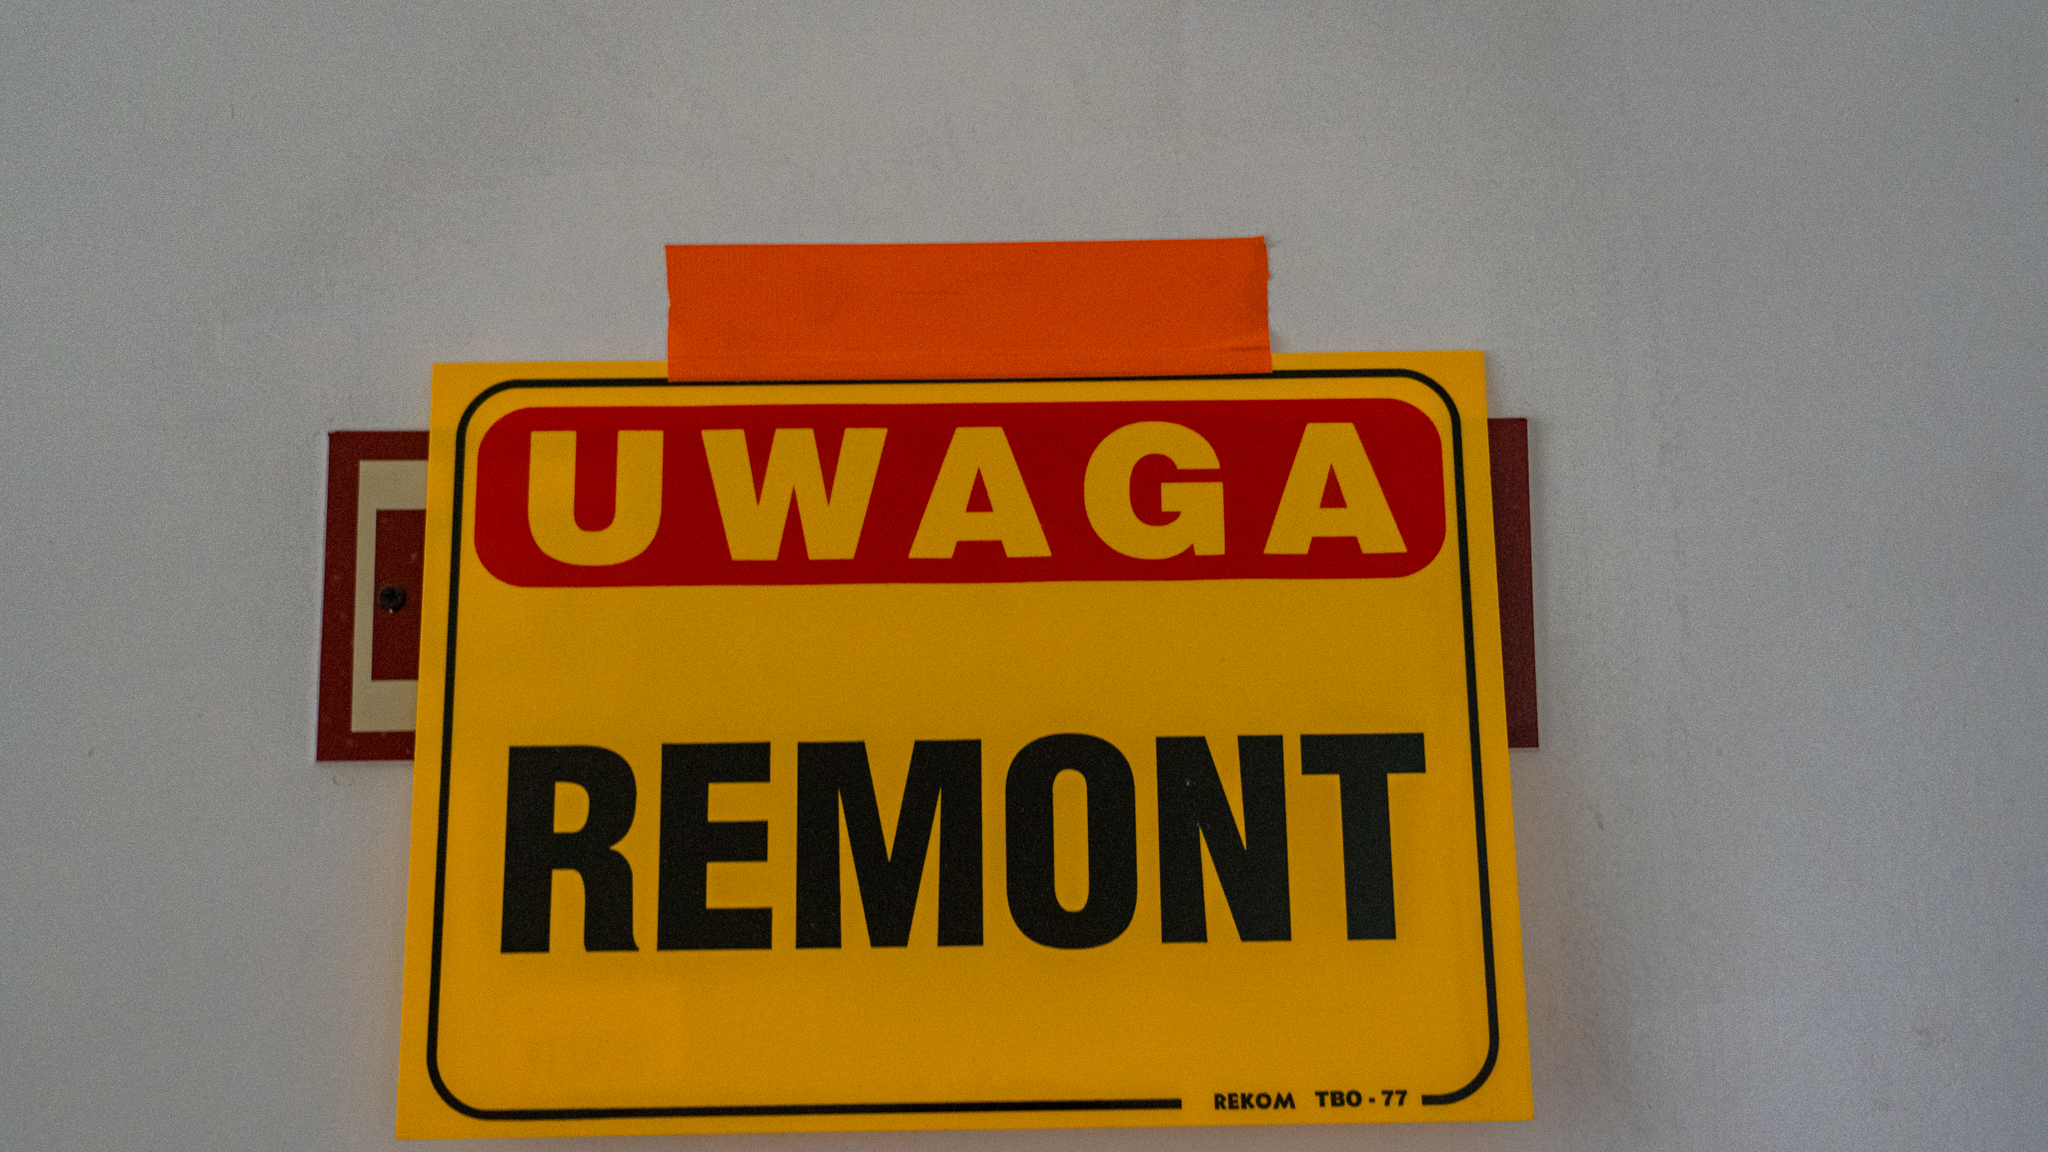 UWAGA
REMONT
REKOM TBO - 77